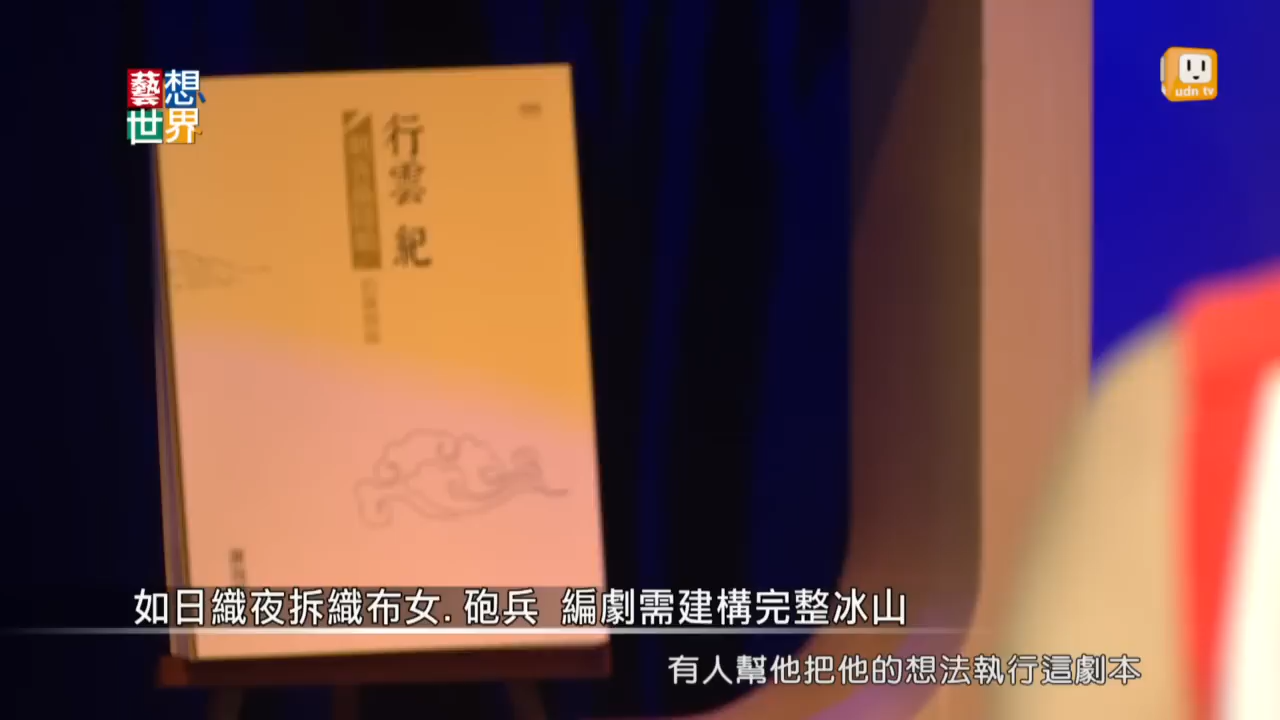 藝想
世界
udn tv
行雲紀
如日織夜拆織布女.砲兵 編劇需建構完整冰山
有人幫他把他的想法執行這劇本